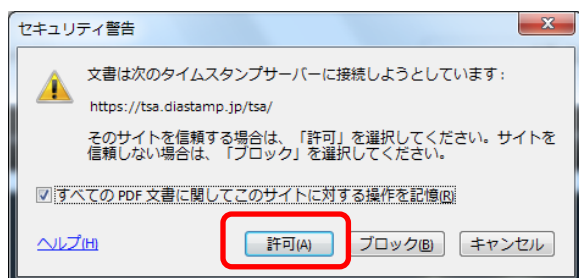 セキュリティ警告
文書は次のタイムスタンプサーバーに接続しようとしています:
https://tsa.diastamp.jp/tsa/
そのサイトを信頼する場合は、「許可」を選択してください。サイトを
信頼しない場合は、「ブロック」を選択してください。
すべての PDF 文書に関してこのサイトに対する操作を記憶(R)
ヘルプ(H) 許可(A) ブロック(B) キャンセル